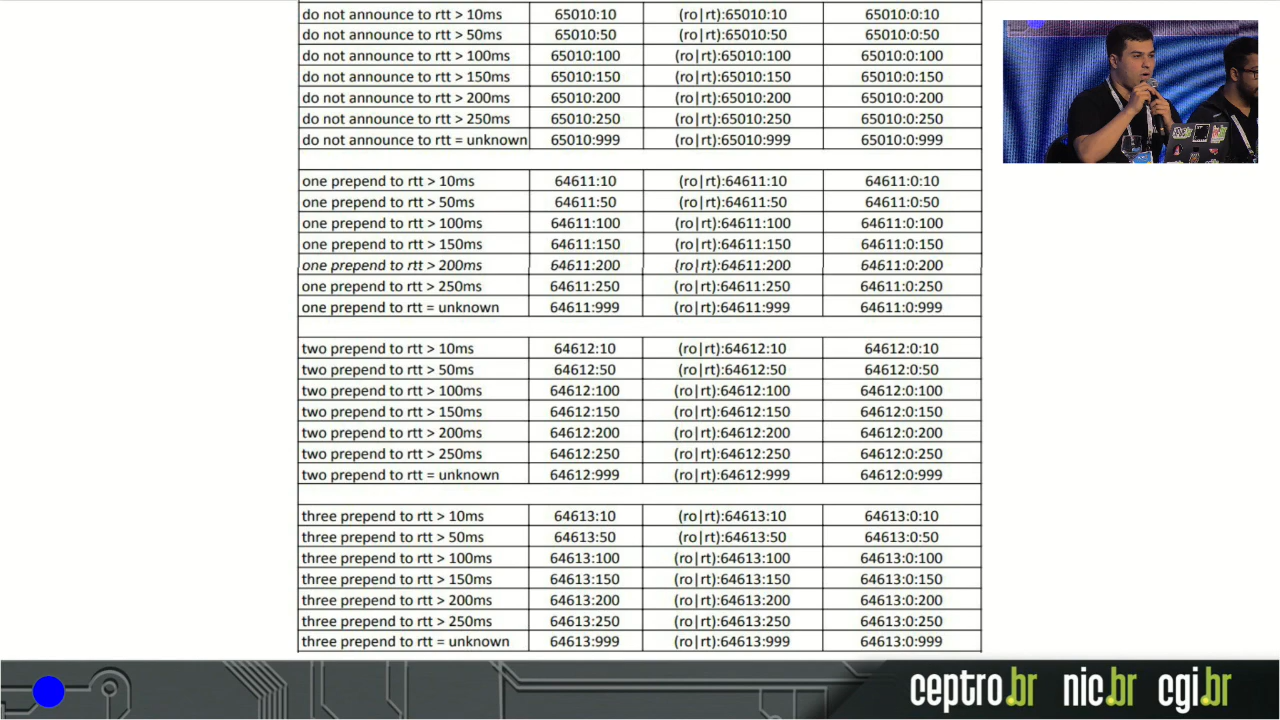 do not announce to rtt > 10ms 65010:10 (ro|rt):65010:10 65010:0:10
do not announce to rtt > 50ms 65010:50 (ro|rt):65010:50 65010:0:50
do not announce to rtt > 100ms 65010:100 (ro|rt):65010:100 65010:0:100
do not announce to rtt > 150ms 65010:150 (ro|rt):65010:150 65010:0:150
do not announce to rtt > 200ms 65010:200 (ro|rt):65010:200 65010:0:200
do not announce to rtt > 250ms 65010:250 (ro|rt):65010:250 65010:0:250
do not announce to rtt = unknown 65010:999 (ro|rt):65010:999 65010:0:999
one prepend to rtt > 10ms 64611:10 (ro|rt):64611:10 64611:0:10
one prepend to rtt > 50ms 64611:50 (ro|rt):64611:50 64611:0:50
one prepend to rtt > 100ms 64611:100 (ro|rt):64611:100 64611:0:100
one prepend to rtt > 150ms 64611:150 (ro|rt):64611:150 64611:0:150
one prepend to rtt > 200ms 64611:200 (ro|rt):64611:200 64611:0:200
one prepend to rtt > 250ms 64611:250 (ro|rt):64611:250 64611:0:250
one prepend to rtt = unknown 64611:999 (ro|rt):64611:999 64611:0:999
two prepend to rtt > 10ms 64612:10 (ro|rt):64612:10 64612:0:10
two prepend to rtt > 50ms 64612:50 (ro|rt):64612:50 64612:0:50
two prepend to rtt > 100ms 64612:100 (ro|rt):64612:100 64612:0:100
two prepend to rtt > 150ms 64612:150 (ro|rt):64612:150 64612:0:150
two prepend to rtt > 200ms 64612:200 (ro|rt):64612:200 64612:0:200
two prepend to rtt > 250ms 64612:250 (ro|rt):64612:250 64612:0:250
two prepend to rtt = unknown 64612:999 (ro|rt):64612:999 64612:0:999
three prepend to rtt > 10ms 64613:10 (ro|rt):64613:10 64613:0:10
three prepend to rtt > 50ms 64613:50 (ro|rt):64613:50 64613:0:50
three prepend to rtt > 100ms 64613:100 (ro|rt):64613:100 64613:0:100
three prepend to rtt > 150ms 64613:150 (ro|rt):64613:150 64613:0:150
three prepend to rtt > 200ms 64613:200 (ro|rt):64613:200 64613:0:200
three prepend to rtt > 250ms 64613:250 (ro|rt):64613:250 64613:0:250
three prepend to rtt = unknown 64613:999 (ro|rt):64613:999 64613:0:999
ceptro.br nic.br cgi.br